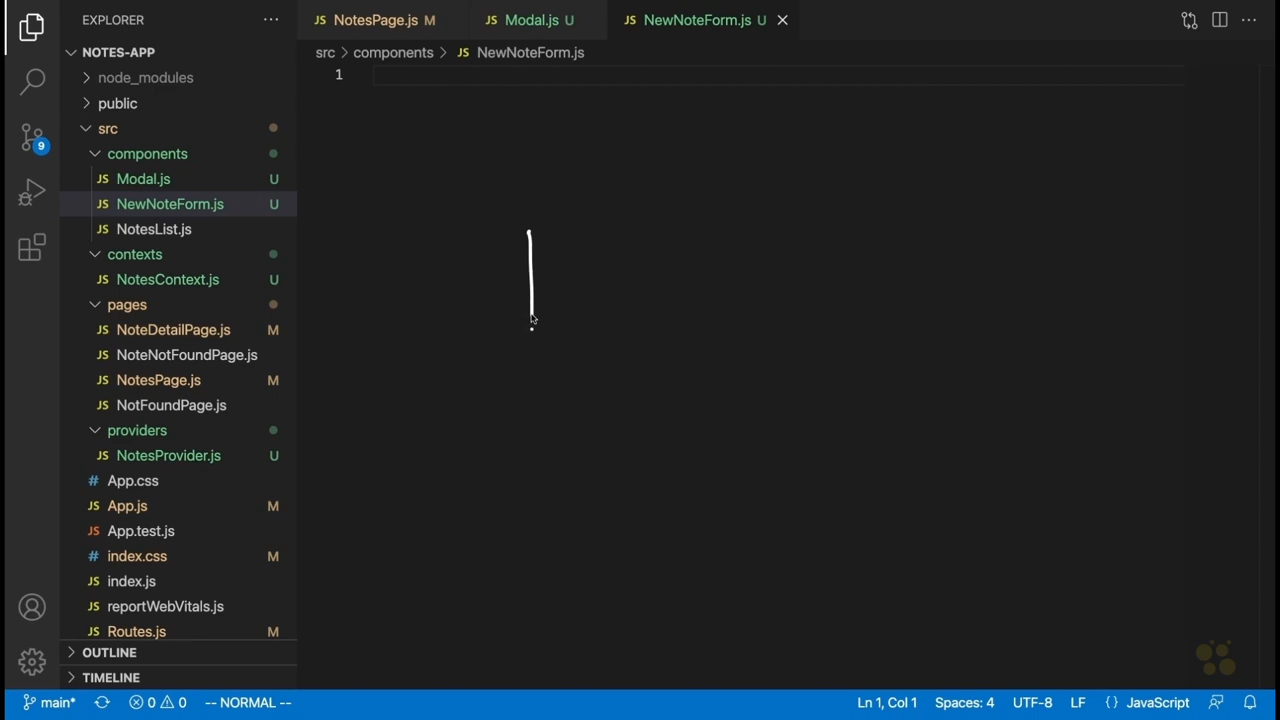 EXPLORER
NotesPage.js M
Modal.js U
NewNoteForm.js U
NOTES-APP
src components NewNoteForm.js
node_modules
1
public
src
components
Modal.js U
NewNoteForm.js U
NotesList.js
contexts
NotesContext.js U
pages
NoteDetailPage.js M
NoteNotFoundPage.js
NotesPage.js M
NotFoundPage.js
providers
NotesProvider.js U
App.css
App.js M
App.test.js
index.css M
index.js
reportWebVitals.js
Routes.js M
OUTLINE
TIMELINE
9
main* 0 0 -- NORMAL -- Ln 1, Col 1 Spaces: 4 UTF-8 LF {} JavaScript